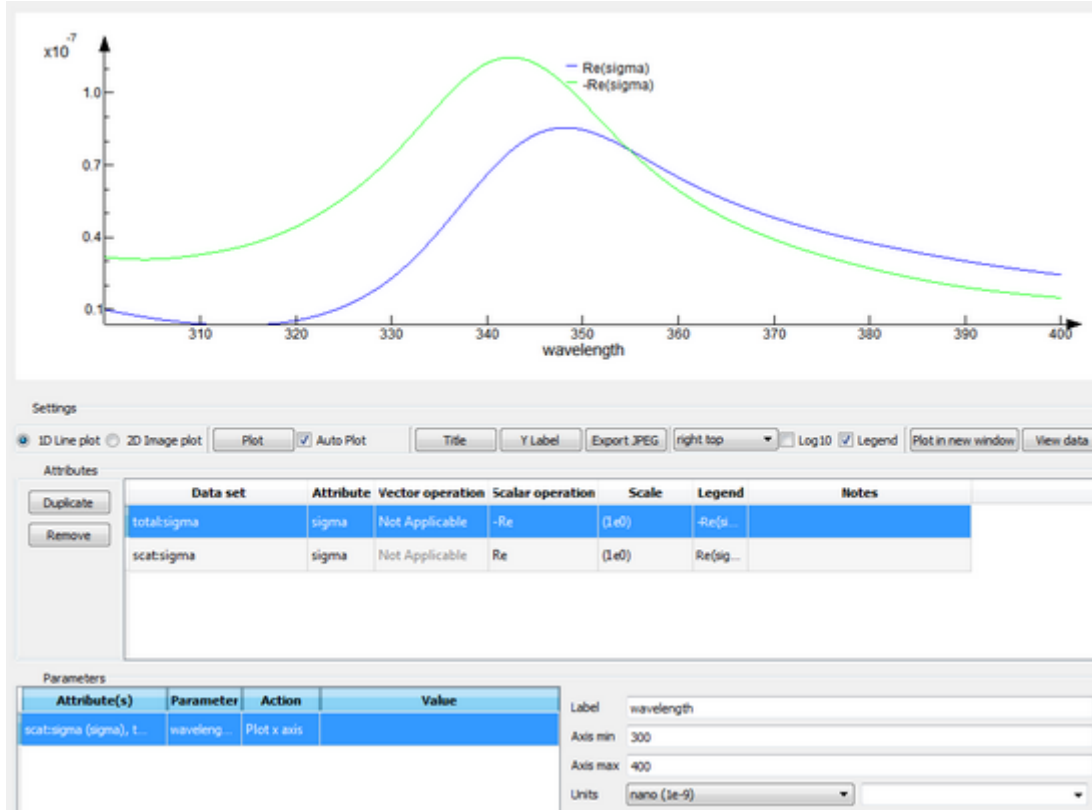 x10 -7
Re(sigma)
-Re(sigma)
1.0
0.7
0.4
0.1
310 320 330 340 350 360 370 380 390 400
wavelength
Settings
1D Line plot 2D Image plot Plot Auto Plot Title Y Label Export JPEG right top Log10 Legend Plot in new window View data
Attributes
Duplicate
Remove
Data set Attribute Vector operation Scalar operation Scale Legend Notes
total:sigma sigma Not Applicable -Re (1e0) -Re(si...
scat:sigma sigma Not Applicable Re (1e0) Re(sig...
Parameters
Attribute(s) Parameter Action Value
scat:sigma (sigma), t... waveleng... Plot x axis
Label wavelength
Axis min 300
Axis max 400
Units nano (1e-9)